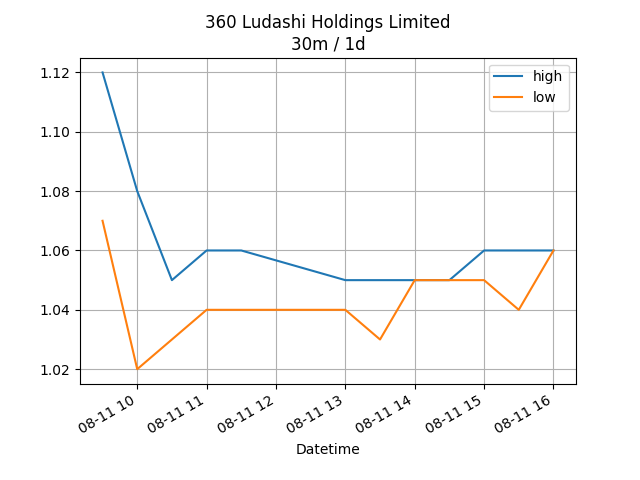 360 Ludashi Holdings Limited
30m / 1d
high
low
1.12
1.10
1.08
1.06
1.04
1.02
08-11 10
08-11 11
08-11 12
08-11 13
08-11 14
08-11 15
08-11 16
Datetime